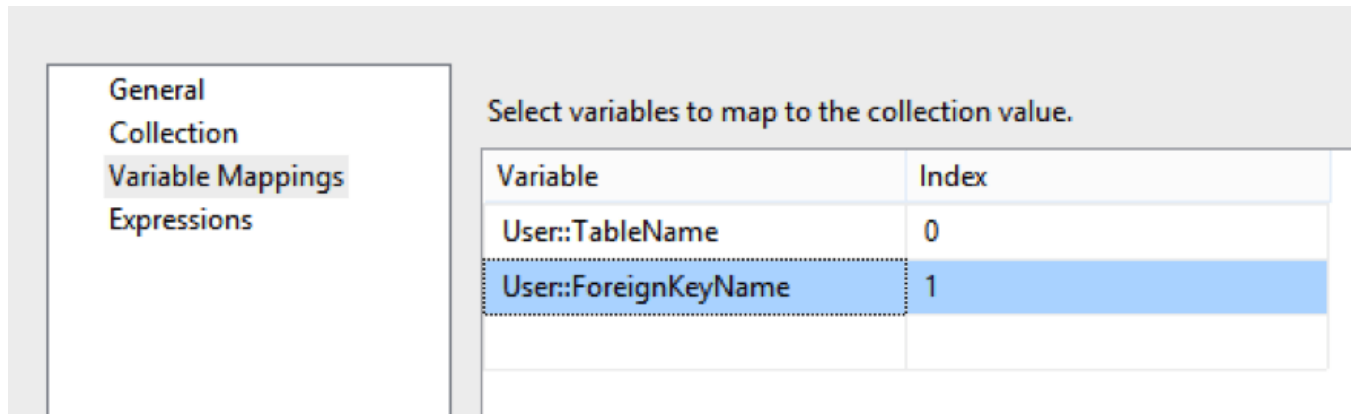 General
Collection
Variable Mappings
Expressions
Select variables to map to the collection value.
Variable Index
User::TableName 0
User::ForeignKeyName 1